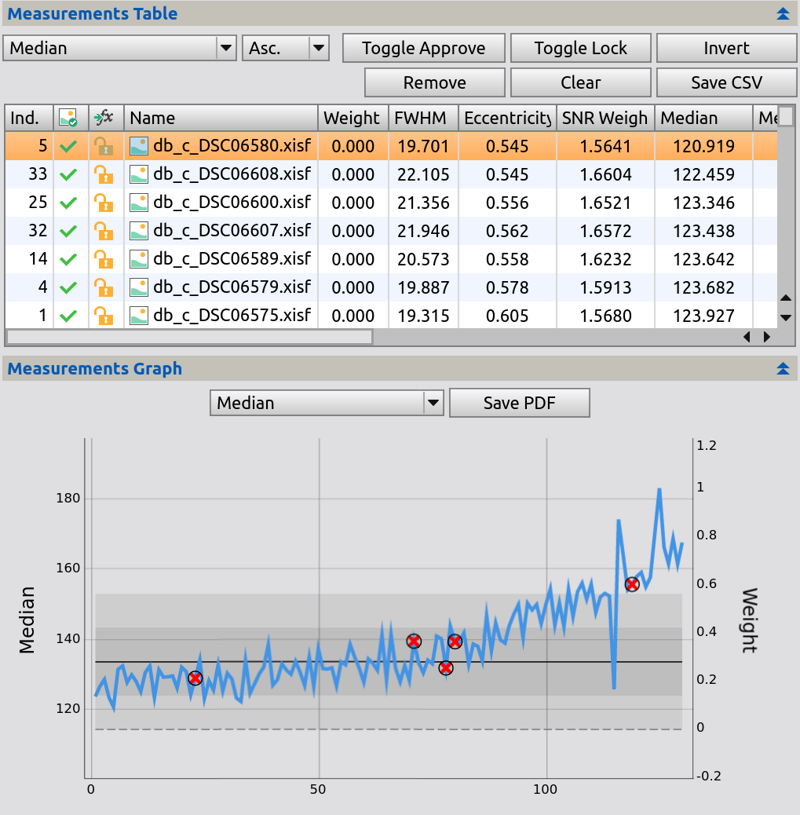 Measurements Table
Median Asc. Toggle Approve Toggle Lock Invert
Remove Clear Save CSV
Ind. Name Weight FWHM Eccentricity SNR Weigh Median Me
5 db_c_DSC06580.xisf 0.000 19.701 0.545 1.5641 120.919
33 db_c_DSC06608.xisf 0.000 22.105 0.545 1.6604 122.459
25 db_c_DSC06600.xisf 0.000 21.356 0.556 1.6521 123.346
32 db_c_DSC06607.xisf 0.000 21.946 0.562 1.6572 123.438
14 db_c_DSC06589.xisf 0.000 20.573 0.558 1.6232 123.642
4 db_c_DSC06579.xisf 0.000 19.887 0.578 1.5913 123.682
1 db_c_DSC06575.xisf 0.000 19.315 0.605 1.5680 123.927
Measurements Graph
Median Save PDF
1.2
180 1
0.8
160 0.6
140 0.4
120 0.2
0
-0.2
Median
Weight
0 50 100